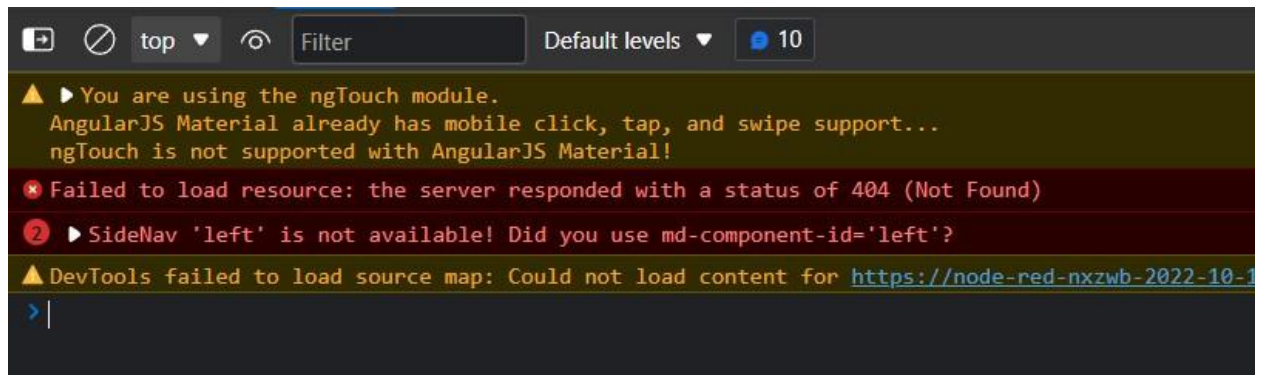 top Filter Default levels 10
You are using the ngTouch module.
AngularJS Material already has mobile click, tap, and swipe support...
ngTouch is not supported with AngularJS Material!
Failed to load resource: the server responded with a status of 404 (Not Found)
2 SideNav 'left' is not available! Did you use md-component-id='left'?
DevTools failed to load source map: Could not load content for https://node-red-nxzwb-2022-10-1